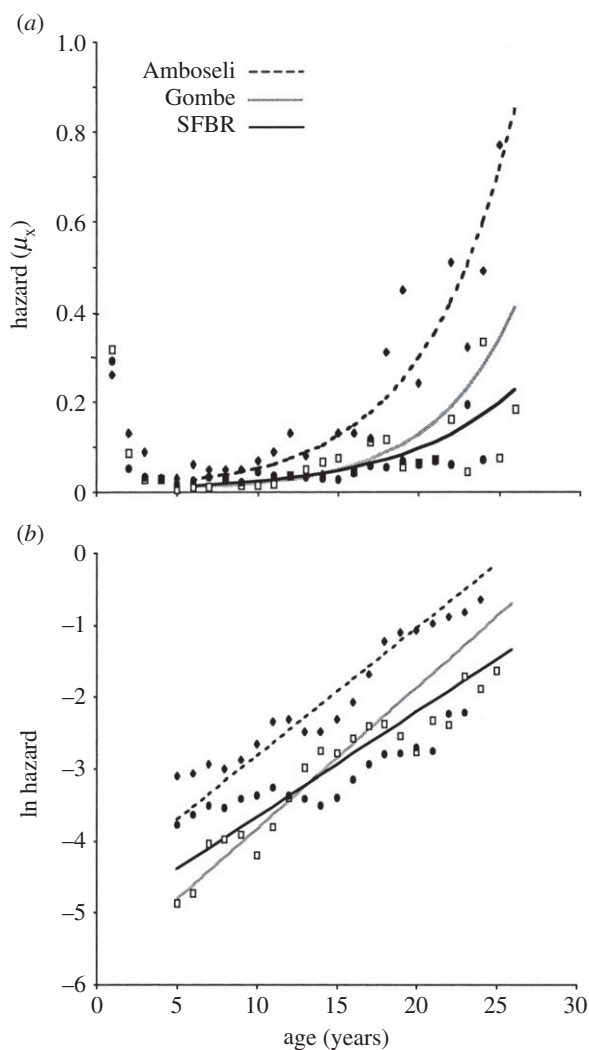 (a)
1.0
Amboseli
Gombe
SFBR
0.8
0.6
hazard (μx)
0.4
0.2
0
(b)
0
–1
–2
ln hazard
–3
–4
–5
–6
0 5 10 15 20 25 30
age (years)